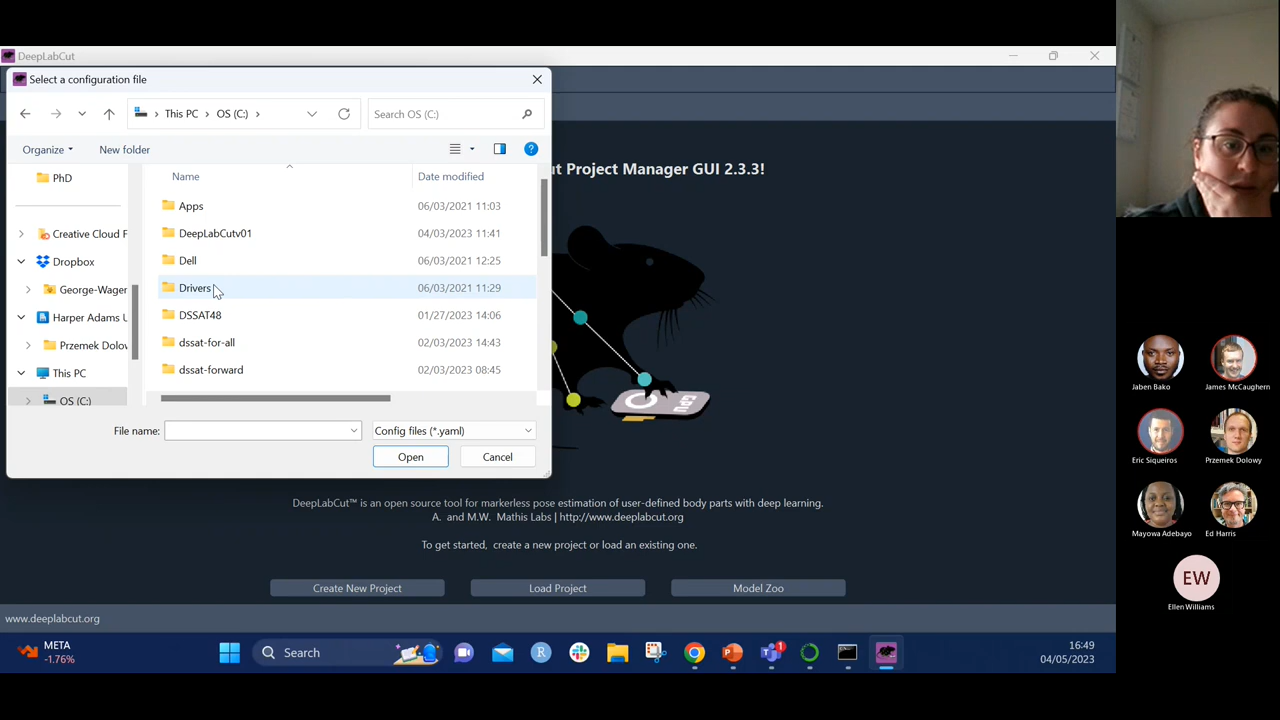 DeepLabCut
Select a configuration file
This PC > OS (C:) >
Search OS (C:)
Organize
New folder
PhD
Creative Cloud F
Dropbox
George-Wager
Harper Adams U
Przemek Dolow
This PC
OS (C:)
Name
Date modified
Apps
06/03/2021 11:03
DeepLabCutv01
04/03/2023 11:41
Dell
06/03/2021 12:25
Drivers
06/03/2021 11:29
DSSAT48
01/27/2023 14:06
dssat-for-all
02/03/2023 14:43
dssat-forward
02/03/2023 08:45
File name:
Config files (*.yaml)
Open
Cancel
t Project Manager GUI 2.3.3!
GPU
DeepLabCut™ is an open source tool for markerless pose estimation of user-defined body parts with deep learning.
A. and M.W. Mathis Labs | http://www.deeplabcut.org
To get started, create a new project or load an existing one.
Create New Project
Load Project
Model Zoo
www.deeplabcut.org
META
-1.76%
Search
1
16:49
04/05/2023
Jaben Bako
James McCaughern
Eric Siqueiros
Przemek Dolowy
Mayowa Adebayo
Ed Harris
EW
Ellen Williams